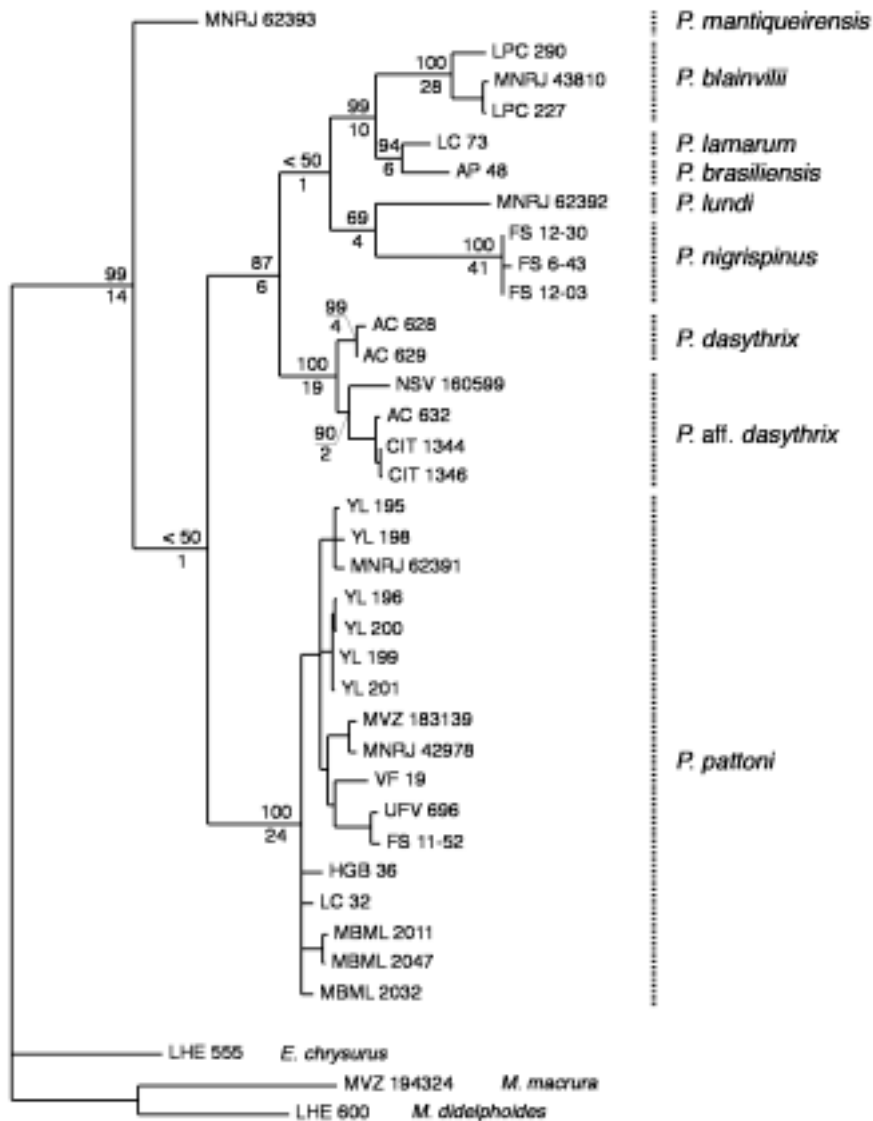 MNRJ 62393 P. mantiqueirensis
LPC 290
100
28
MNRJ 43810 P. blainvilii
LPC 227
99
10
LC 73 P. lamarum
94
6
AP 48 P. brasiliensis
< 50
1
MNRJ 62392 P. lundi
69
4
FS 12-30
100
41
FS 6-43 P. nigrispinus
FS 12-03
99
14
87
6
99
4
AC 628
AC 629 P. dasythrix
100
19
NSV 160599
AC 632
90
2
CIT 1344 P. aff. dasythrix
CIT 1346
YL 195
< 50
1
YL 198
MNRJ 62391
YL 196
YL 200
YL 199
YL 201
MVZ 183139
MNRJ 42978 P. pattoni
VF 19
UFV 696
100
24
FS 11-52
HGB 36
LC 32
MBML 2011
MBML 2047
MBML 2032
LHE 555 E. chrysurus
MVZ 194324 M. macrura
LHE 600 M. didelphoides